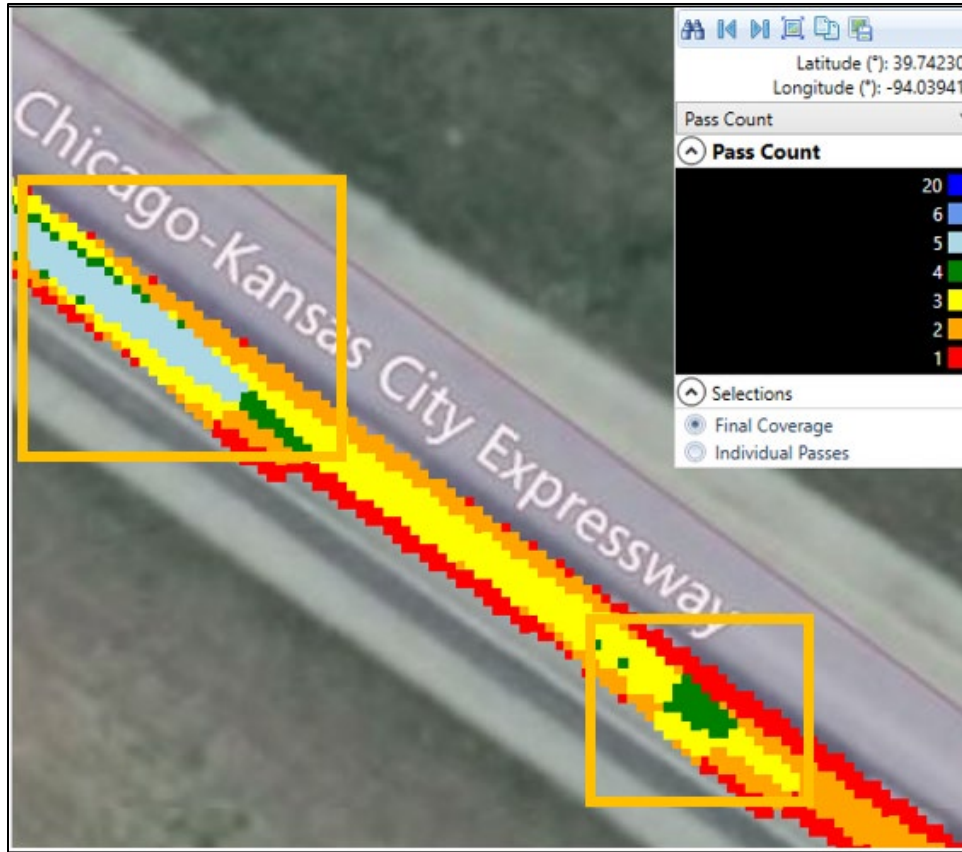 Chicago-Kansas City Expressway
Latitude (°): 39.74230
Longitude (°): -94.03941
Pass Count
Pass Count
20
6
5
4
3
2
1
Selections
Final Coverage
Individual Passes